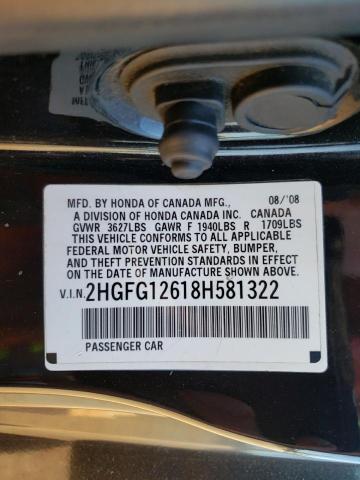 MFD. BY HONDA OF CANADA MFG., 08/'08
A DIVISION OF HONDA CANADA INC. CANADA
GVWR 3627LBS GAWR F 1940LBS R 1709LBS
THIS VEHICLE CONFORMS TO ALL APPLICABLE
FEDERAL MOTOR VEHICLE SAFETY, BUMPER,
AND THEFT PREVENTION STANDARDS IN EFFECT
ON THE DATE OF MANUFACTURE SHOWN ABOVE.
V.I.N. 2HGFG12618H581322
PASSENGER CAR